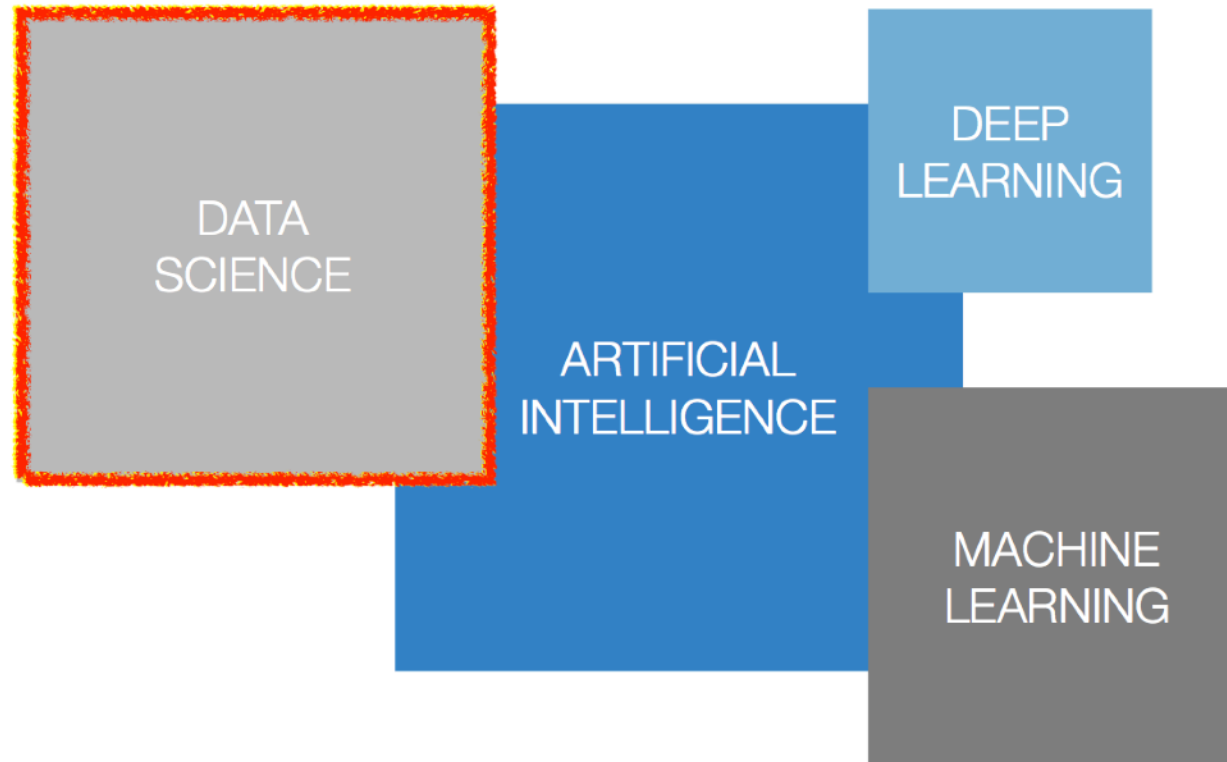 DATA
SCIENCE
ARTIFICIAL
INTELLIGENCE
DEEP
LEARNING
MACHINE
LEARNING